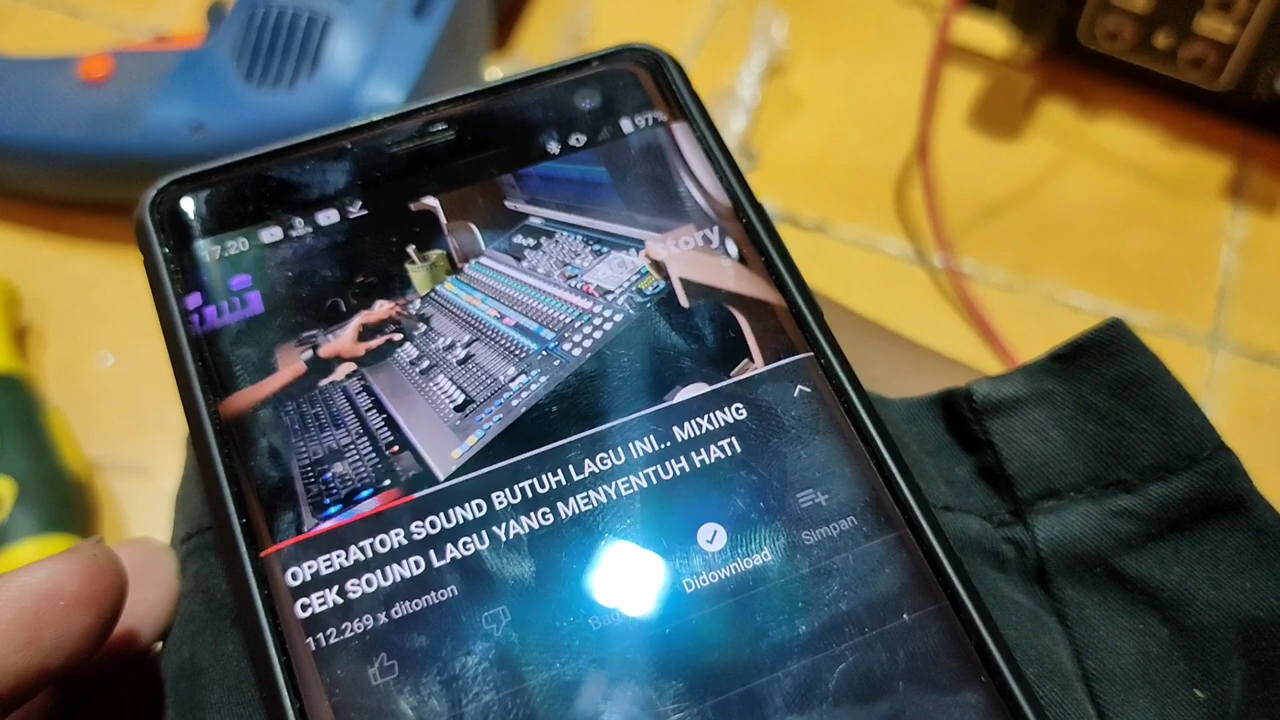 17.20
97%
Story
OPERATOR SOUND BUTUH LAGU INI.. MIXING
CEK SOUND LAGU YANG MENYENTUH HATI
112.269 x ditonton
Didownload
Simpan